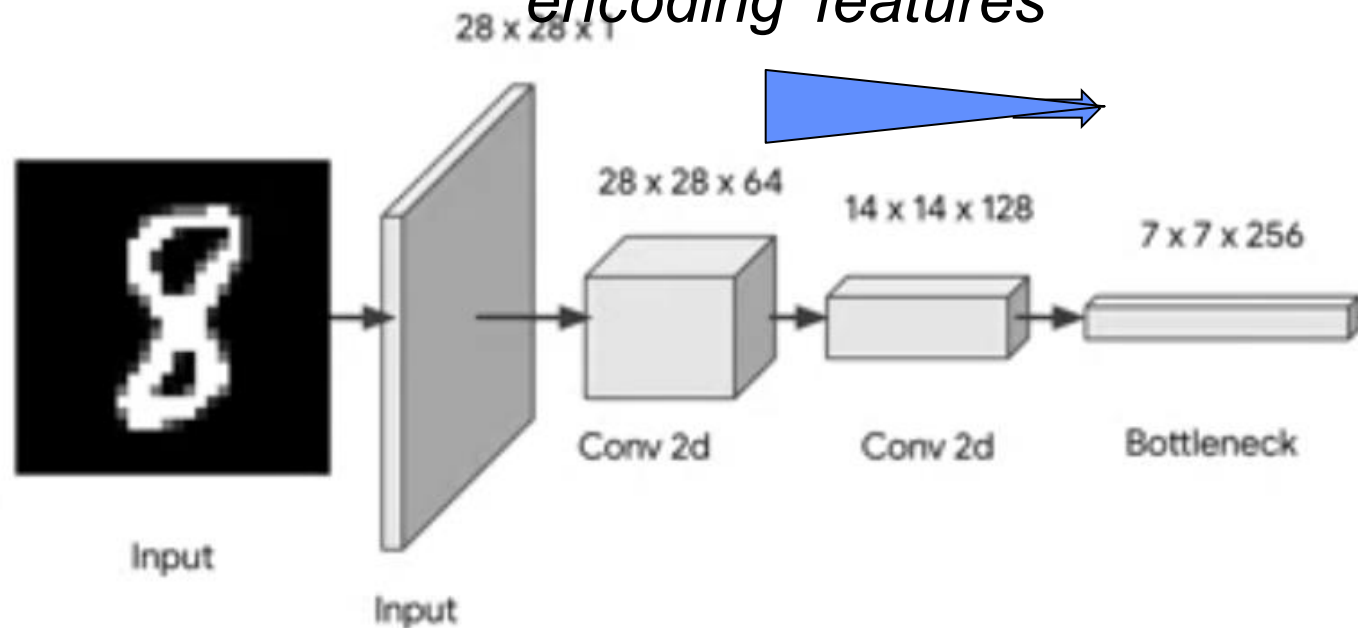 encoding features
28 x 28 x 1
28 x 28 x 64
14 x 14 x 128
7 x 7 x 256
Conv 2d
Conv 2d
Bottleneck
Input
Input